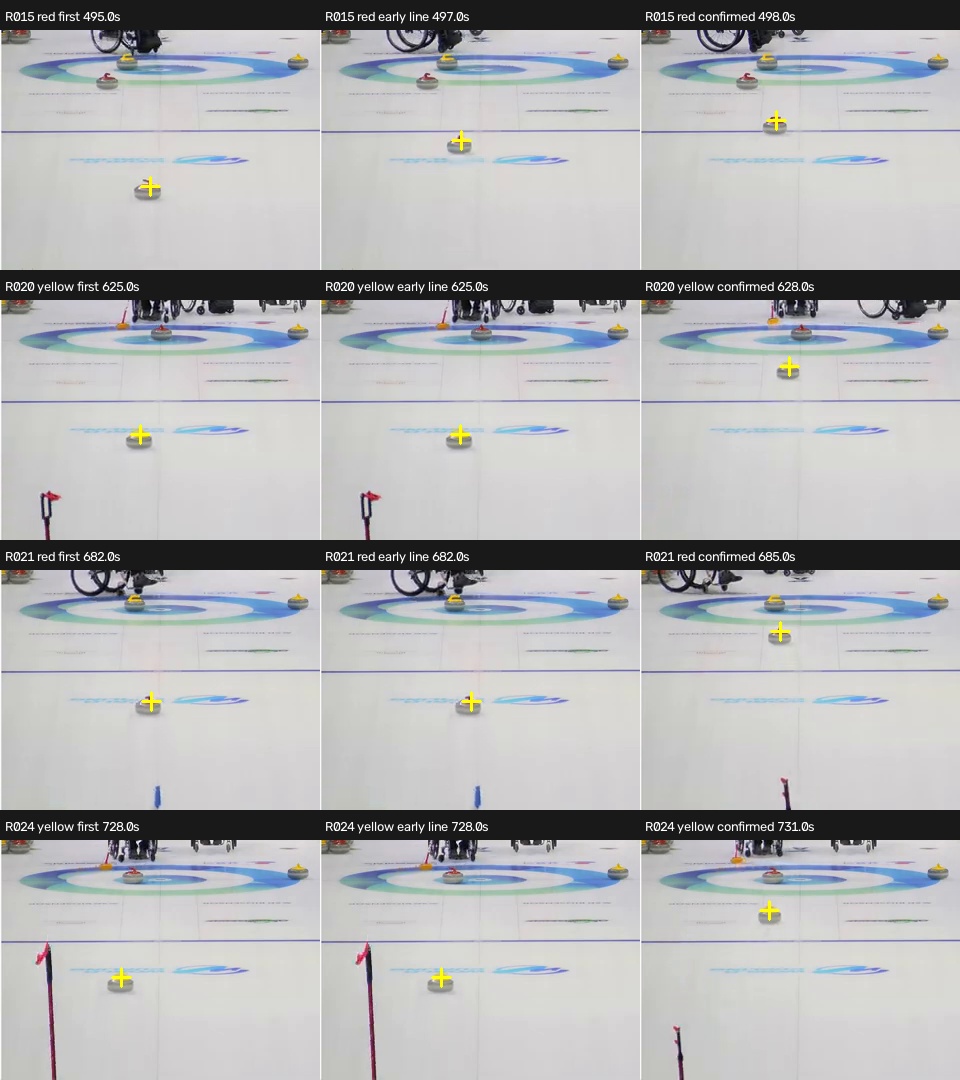 R015 red first 495.0s
R015 red early line 497.0s
R015 red confirmed 498.0s
R020 yellow first 625.0s
R020 yellow early line 625.0s
R020 yellow confirmed 628.0s
R021 red first 682.0s
R021 red early line 682.0s
R021 red confirmed 685.0s
R024 yellow first 728.0s
R024 yellow early line 728.0s
R024 yellow confirmed 731.0s